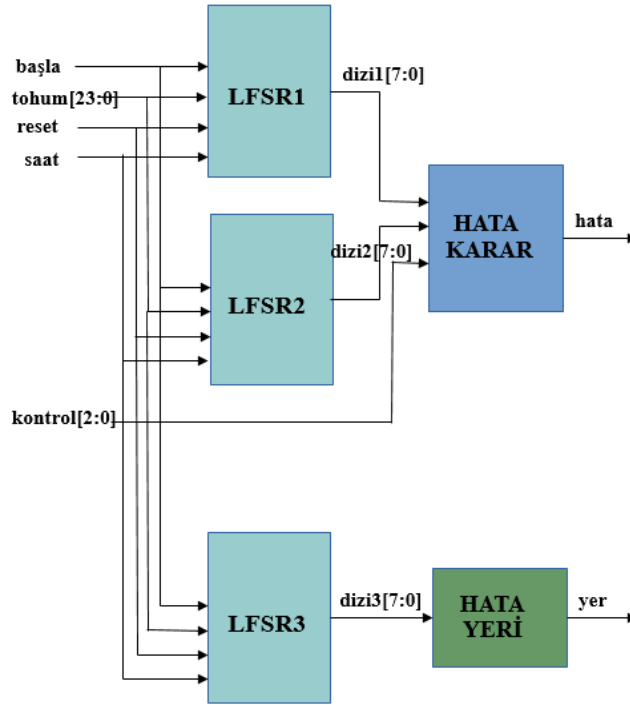 başla
tohum[23:0]
reset
saat
LFSR1
dizi1[7:0]
HATA
KARAR
hata
dizi2[7:0]
LFSR2
kontrol[2:0]
LFSR3
dizi3[7:0]
HATA
YERİ
yer